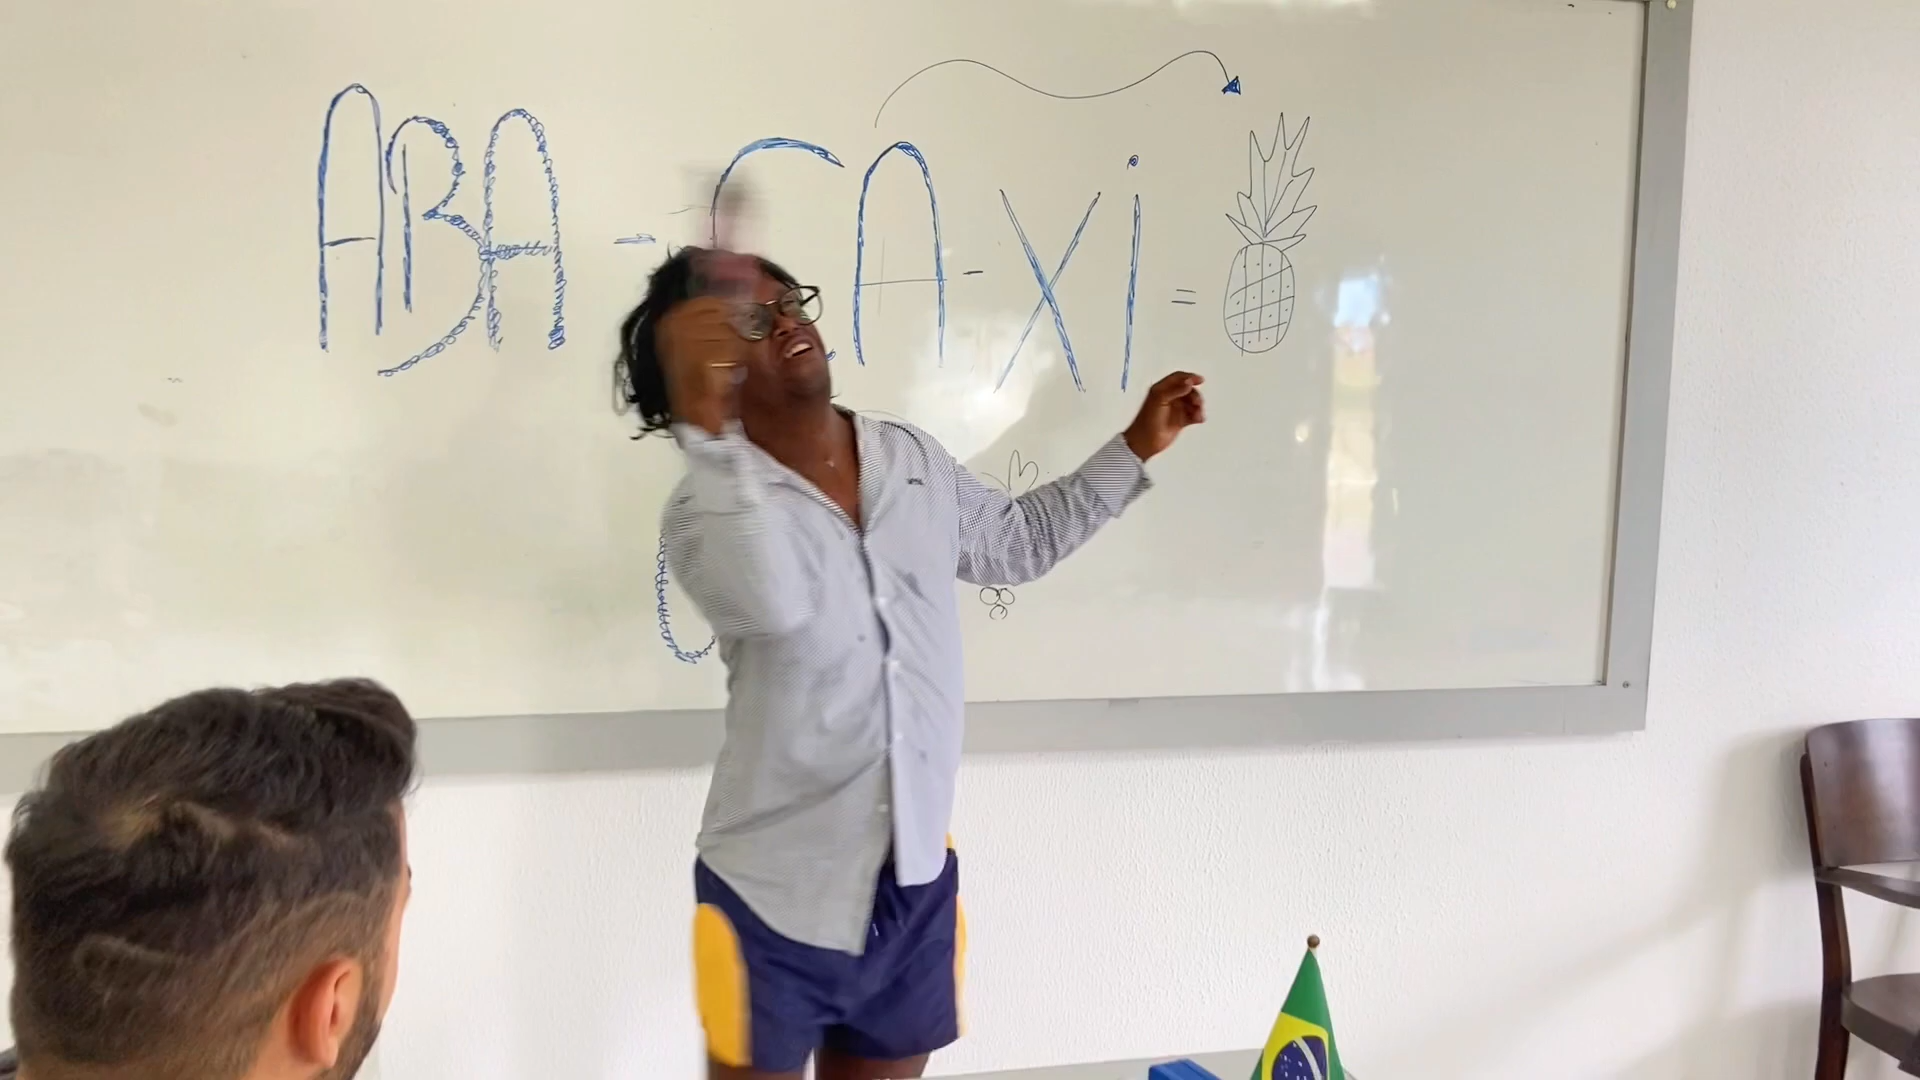 ABA - CA - Xi =